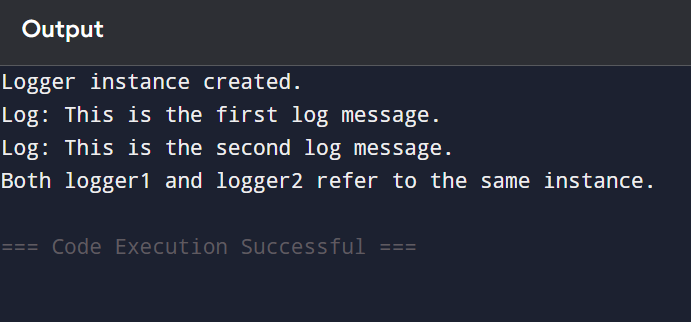 Output
Logger instance created.
Log: This is the first log message.
Log: This is the second log message.
Both logger1 and logger2 refer to the same instance.
=== Code Execution Successful ===